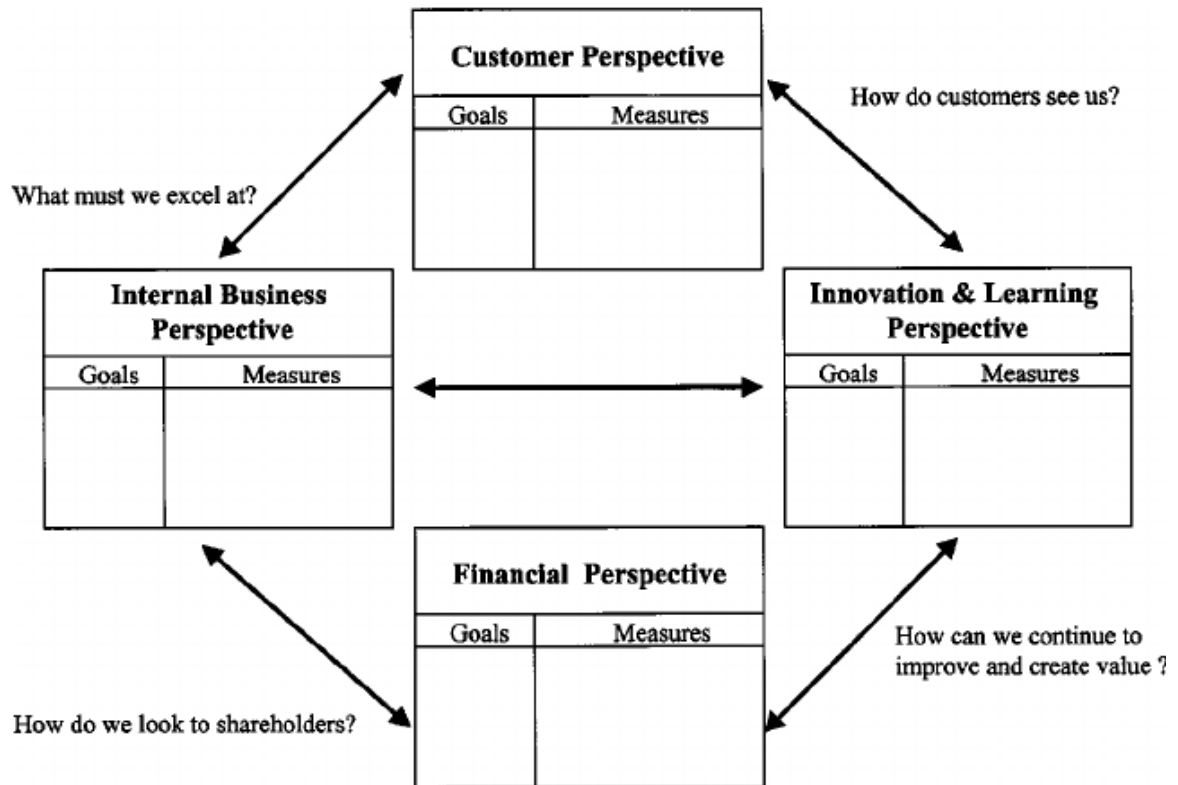 Customer Perspective
Goals Measures
How do customers see us?
What must we excel at?
Internal Business
Perspective
Goals Measures
Innovation & Learning
Perspective
Goals Measures
Financial Perspective
Goals Measures
How can we continue to
improve and create value ?
How do we look to shareholders?